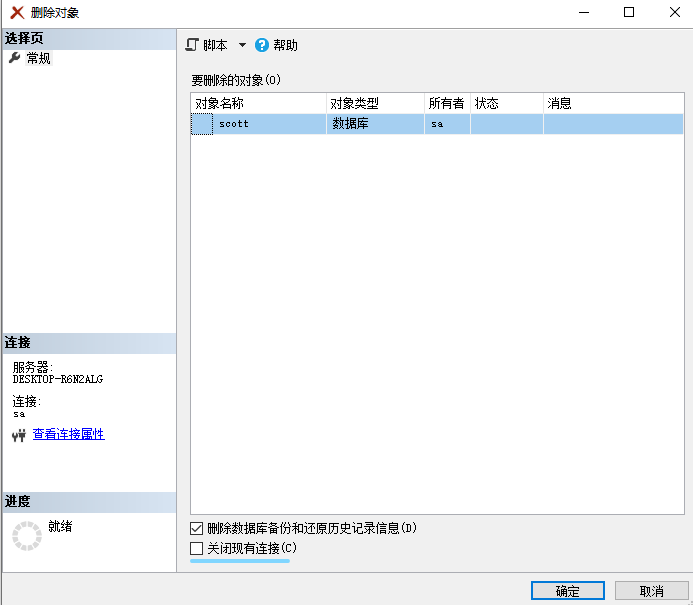 删除对象
选择页
常规
脚本 帮助
要删除的对象(O)
对象名称 对象类型 所有者 状态 消息
scott 数据库 sa
连接
服务器:
DESKTOP-R6N2ALG
连接:
sa
查看连接属性
进度
就绪
删除数据库备份和还原历史记录信息(D)
关闭现有连接(C)
确定 取消